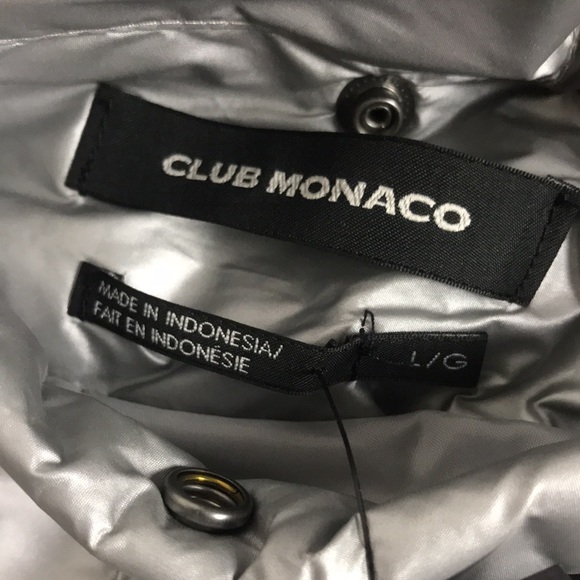 CLUB MONACO
MADE IN INDONESIA/
FAIT EN INDONÉSIE
L/G